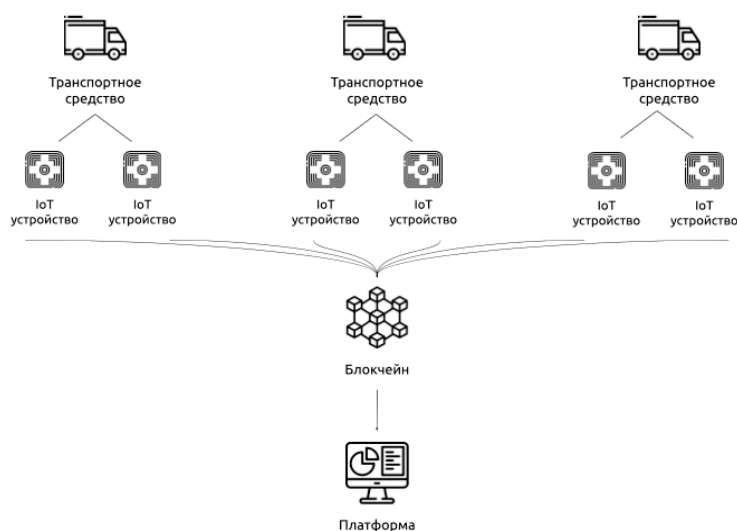 Транспортное
средство
Транспортное
средство
Транспортное
средство
IoT
устройство
IoT
устройство
IoT
устройство
IoT
устройство
IoT
устройство
IoT
устройство
Блокчейн
Платформа